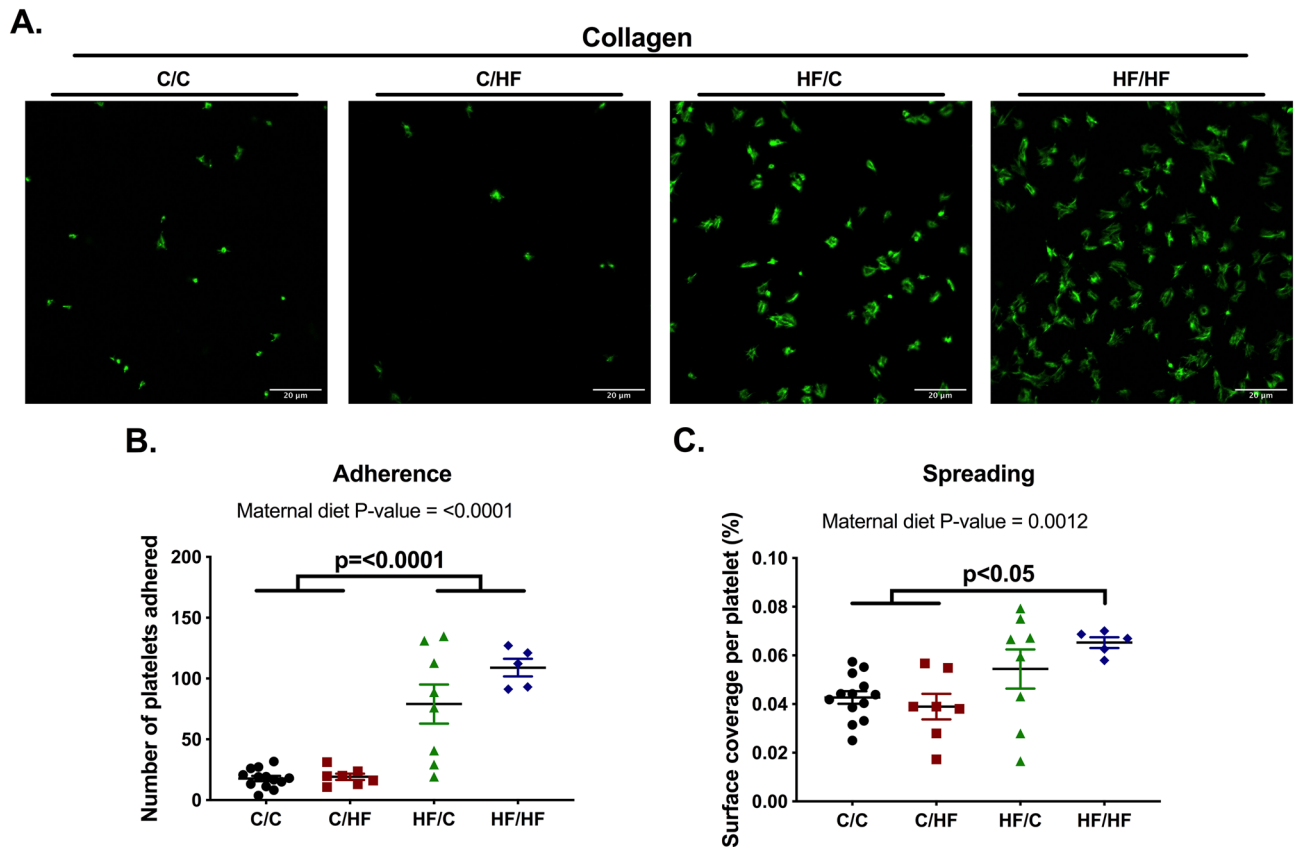 A.
Collagen
C/C
C/HF
HF/C
HF/HF
20 µm
20 µm
20 µm
20 µm
B.
Adherence
Maternal diet P-value = <0.0001
p=<0.0001
Number of platelets adhered
200
150
100
50
0
C/C
C/HF
HF/C
HF/HF
C.
Spreading
Maternal diet P-value = 0.0012
p<0.05
Surface coverage per platelet (%)
0.10
0.08
0.06
0.04
0.02
0.00
C/C
C/HF
HF/C
HF/HF